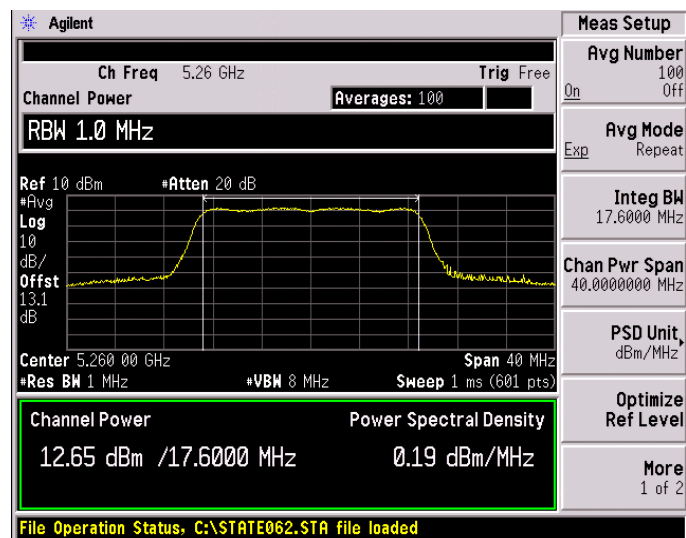 Agilent
Meas Setup
Ch Freq 5.26 GHz Trig Free
Channel Power Averages: 100
RBW 1.0 MHz
Ref 10 dBm #Atten 20 dB
#Avg
Log
10
dB/
Offst
13.1
dB
Center 5.260 00 GHz Span 40 MHz
#Res BW 1 MHz #VBW 8 MHz Sweep 1 ms (601 pts)
Channel Power Power Spectral Density
12.65 dBm /17.6000 MHz 0.19 dBm/MHz
File Operation Status, C:\STATE062.STA file loaded
Avg Number
100
On Off
Avg Mode
Exp Repeat
Integ BW
17.6000 MHz
Chan Pwr Span
40.0000000 MHz
PSD Unit
dBm/MHz
Optimize
Ref Level
More
1 of 2